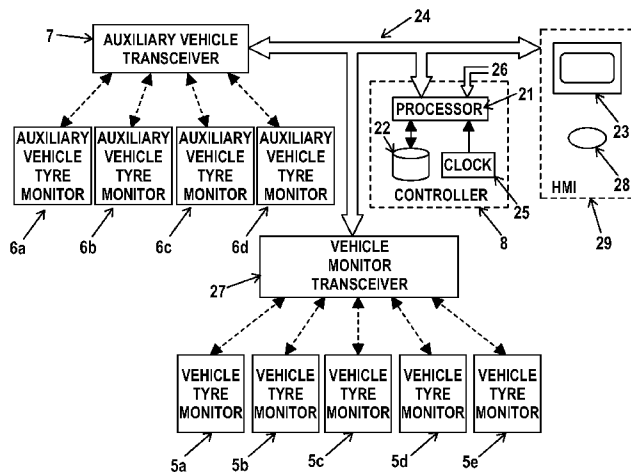 7
AUXILIARY VEHICLE
TRANSCEIVER
24
26
PROCESSOR
21
22
CLOCK
CONTROLLER
25
8
23
28
HMI
29
AUXILIARY
VEHICLE
TYRE
MONITOR
AUXILIARY
VEHICLE
TYRE
MONITOR
AUXILIARY
VEHICLE
TYRE
MONITOR
AUXILIARY
VEHICLE
TYRE
MONITOR
6a
6b
6c
6d
VEHICLE
MONITOR
TRANSCEIVER
27
VEHICLE
TYRE
MONITOR
VEHICLE
TYRE
MONITOR
VEHICLE
TYRE
MONITOR
VEHICLE
TYRE
MONITOR
VEHICLE
TYRE
MONITOR
5a
5b
5c
5d
5e